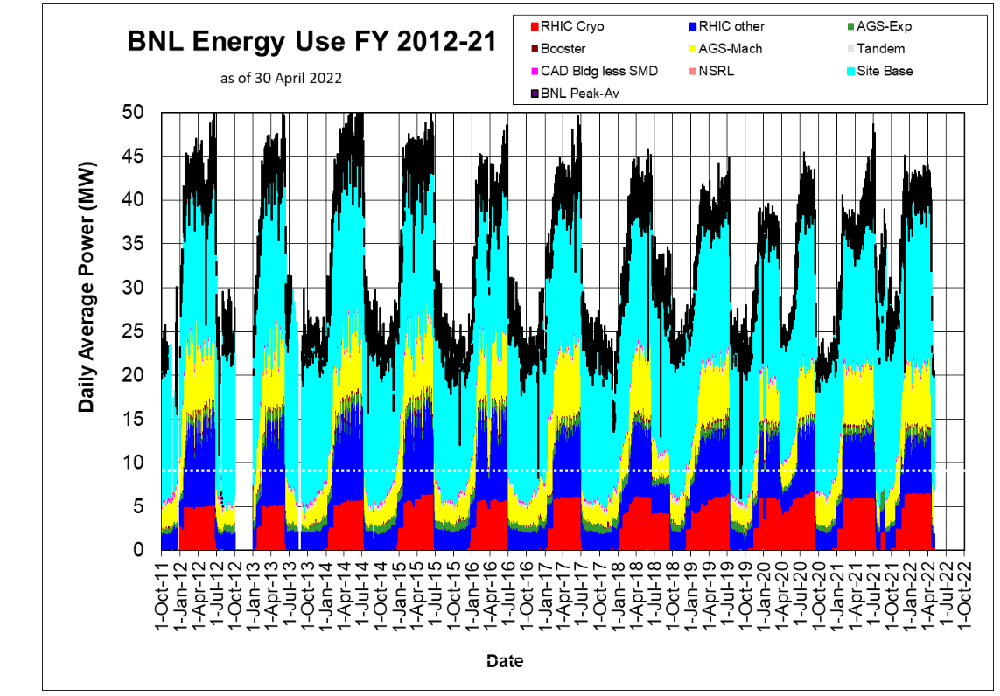 BNL Energy Use FY 2012-21
as of 30 April 2022
RHIC Cryo RHIC other AGS-Exp
Booster AGS-Mach Tandem
CAD Bldg less SMD NSRL Site Base
BNL Peak-Av
Daily Average Power (MW)
50
45
40
35
30
25
20
15
10
5
0
1-Oct-11
1-Jan-12
1-Apr-12
1-Jul-12
1-Oct-12
1-Jan-13
1-Apr-13
1-Jul-13
1-Oct-13
1-Jan-14
1-Apr-14
1-Jul-14
1-Oct-14
1-Jan-15
1-Apr-15
1-Jul-15
1-Oct-15
1-Jan-16
1-Apr-16
1-Jul-16
1-Oct-16
1-Jan-17
1-Apr-17
1-Jul-17
1-Oct-17
1-Jan-18
1-Apr-18
1-Jul-18
1-Oct-18
1-Jan-19
1-Apr-19
1-Jul-19
1-Oct-19
1-Jan-20
1-Apr-20
1-Jul-20
1-Oct-20
1-Jan-21
1-Apr-21
1-Jul-21
1-Oct-21
1-Jan-22
1-Apr-22
1-Jul-22
1-Oct-22
Date